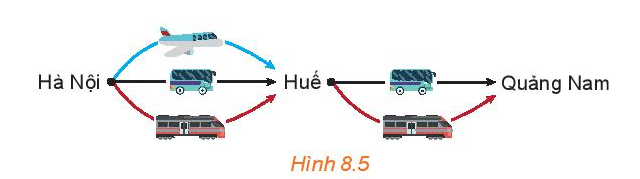 Hà Nội Huế Quảng Nam
Hình 8.5